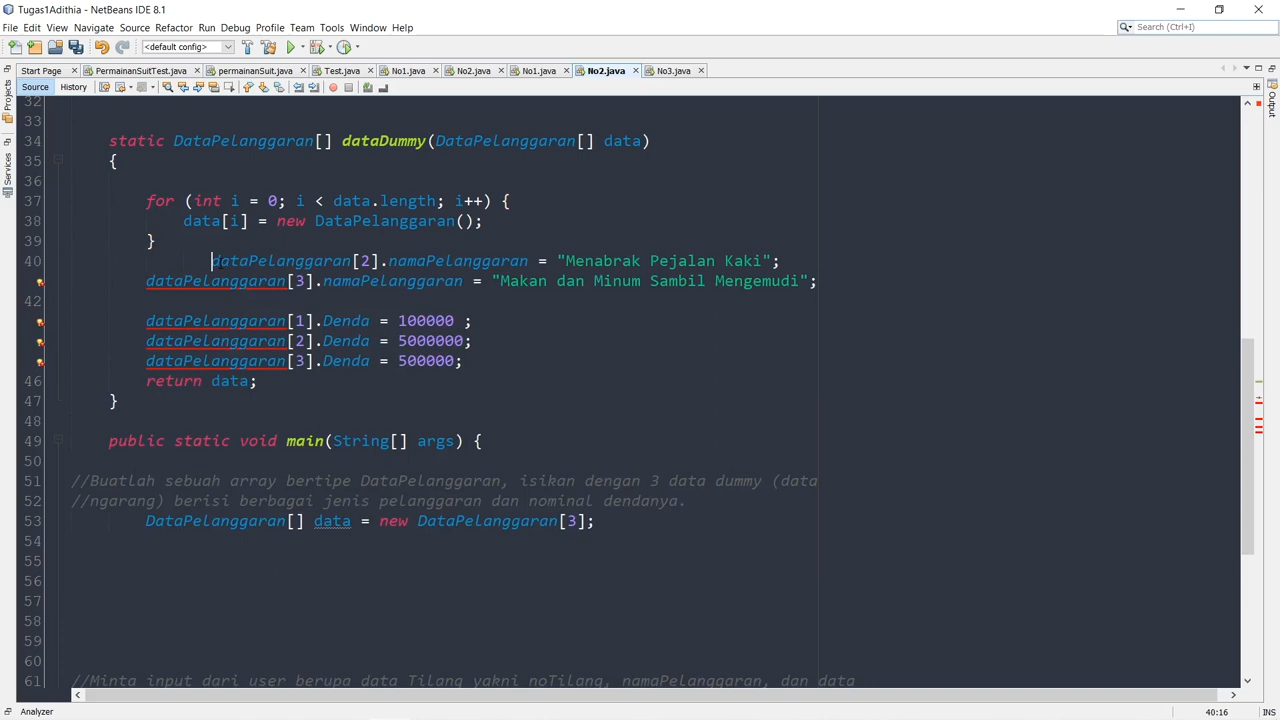 Tugas1Adithia - NetBeans IDE 8.1
File Edit View Navigate Source Refactor Run Debug Profile Team Tools Window Help
Search (Ctrl+I)
<default config>
Start Page PermainanSuitTest.java permainanSuit.java Test.java No1.java No2.java No1.java No2.java No3.java
Source History
Projects
Services
Output
32
33
34 static DataPelanggaran[] dataDummy(DataPelanggaran[] data)
35 {
36
37 for (int i = 0; i < data.length; i++) {
38 data[i] = new DataPelanggaran();
39 }
40 dataPelanggaran[2].namaPelanggaran = "Menabrak Pejalan Kaki";
dataPelanggaran[3].namaPelanggaran = "Makan dan Minum Sambil Mengemudi";
42
dataPelanggaran[1].Denda = 100000 ;
dataPelanggaran[2].Denda = 5000000;
dataPelanggaran[3].Denda = 500000;
46 return data;
47 }
48
49 public static void main(String[] args) {
50
51 //Buatlah sebuah array bertipe DataPelanggaran, isikan dengan 3 data dummy (data
52 //ngarang) berisi berbagai jenis pelanggaran dan nominal dendanya.
53 DataPelanggaran[] data = new DataPelanggaran[3];
54
55
56
57
58
59
60
61 //Minta input dari user berupa data Tilang yakni noTilang, namaPelanggaran, dan data
Analyzer
40:16 INS